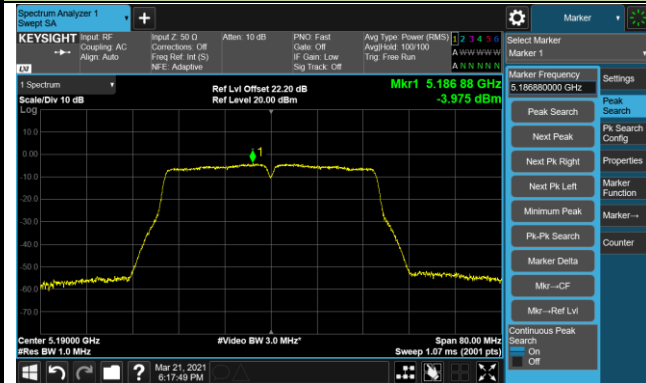 Spectrum Analyzer 1
Swept SA
Marker
KEYSIGHT
Input: RF
Coupling: AC
Align: Auto
Input Z: 50 Ω
Corrections: Off
Freq Ref: Int (S)
NFE: Adaptive
Atten: 10 dB
PNO: Fast
Gate: Off
IF Gain: Low
Sig Track: Off
Avg Type: Power (RMS)
Avg|Hold: 100/100
Trig: Free Run
1 2 3 4 5 6
A W W W W W
A N N N N N
LXI
Select Marker
Marker 1
1 Spectrum
Scale/Div 10 dB
Log
Ref Lvl Offset 22.20 dB
Ref Level 20.00 dBm
Mkr1 5.186 88 GHz
-3.975 dBm
10.0
0.00
-10.0
-20.0
-30.0
-40.0
-50.0
-60.0
-70.0
1
Center 5.19000 GHz
#Res BW 1.0 MHz
#Video BW 3.0 MHz*
Span 80.00 MHz
Sweep 1.07 ms (2001 pts)
Marker Frequency
5.186880000 GHz
Peak Search
Next Peak
Next Pk Right
Next Pk Left
Minimum Peak
Pk-Pk Search
Marker Delta
Mkr→CF
Mkr→Ref Lvl
Continuous Peak
Search
On
Off
Settings
Peak
Search
Pk Search
Config
Properties
Marker
Function
Marker→
Counter
Mar 21, 2021
6:17:49 PM